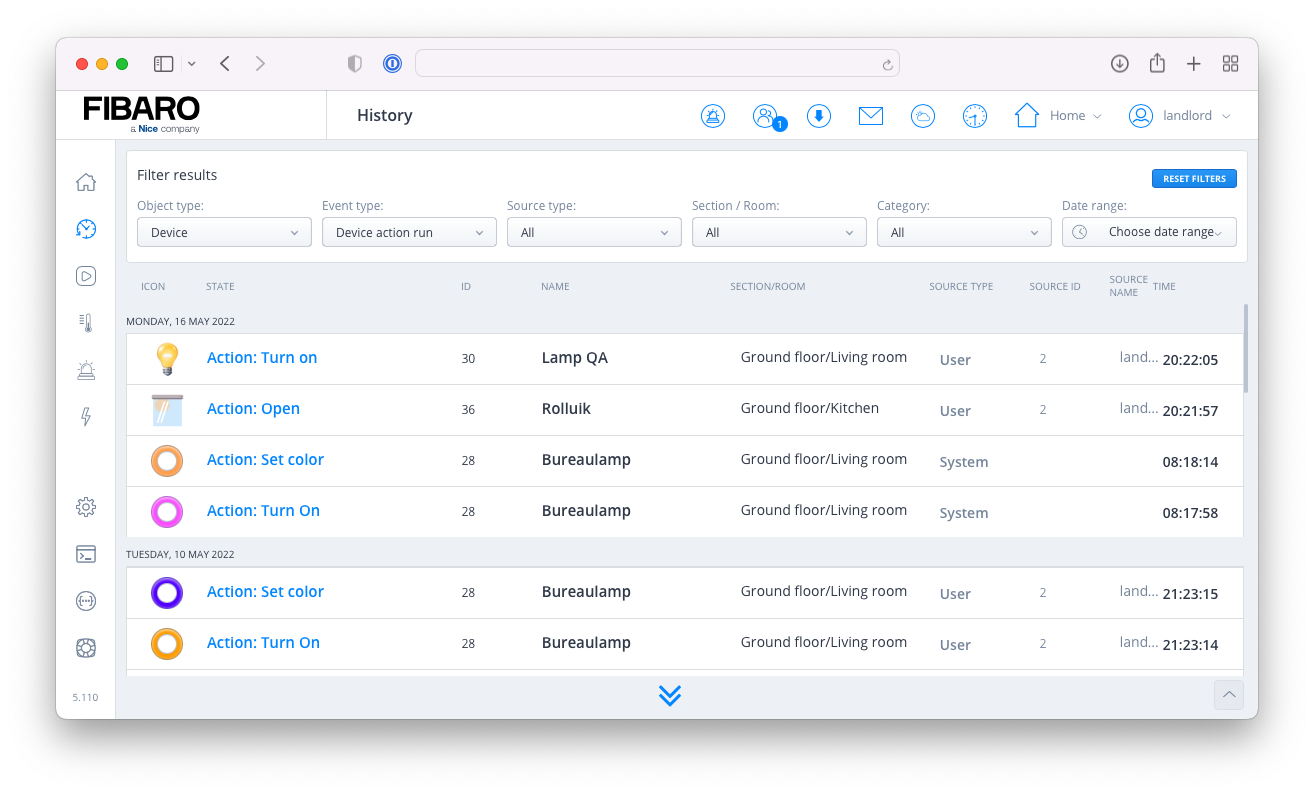 FIBARO
a Nice company
History
1
Home
landlord
Filter results
RESET FILTERS
Object type: Event type: Source type: Section / Room: Category: Date range:
Device Device action run All All All Choose date range
ICON STATE ID NAME SECTION/ROOM SOURCE TYPE SOURCE ID SOURCE NAME TIME
MONDAY, 16 MAY 2022
Action: Turn on 30 Lamp QA Ground floor/Living room User 2 land... 20:22:05
Action: Open 36 Rolluik Ground floor/Kitchen User 2 land... 20:21:57
Action: Set color 28 Bureaulamp Ground floor/Living room System 08:18:14
Action: Turn On 28 Bureaulamp Ground floor/Living room System 08:17:58
TUESDAY, 10 MAY 2022
Action: Set color 28 Bureaulamp Ground floor/Living room User 2 land... 21:23:15
Action: Turn On 28 Bureaulamp Ground floor/Living room User 2 land... 21:23:14
5.110